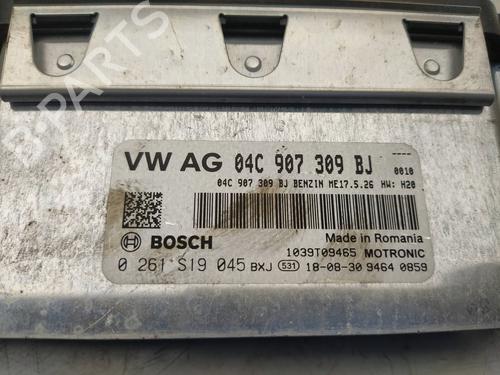 B-PARTS
VW AG 04C 907 309 BJ 0010
04C 907 309 BJ BENZIN ME17.5.26 HW: H20
BOSCH
Made in Romania
1039T09465 MOTRONIC
0 261 S19 045 BXJ 531 18-08-30 9464 0859